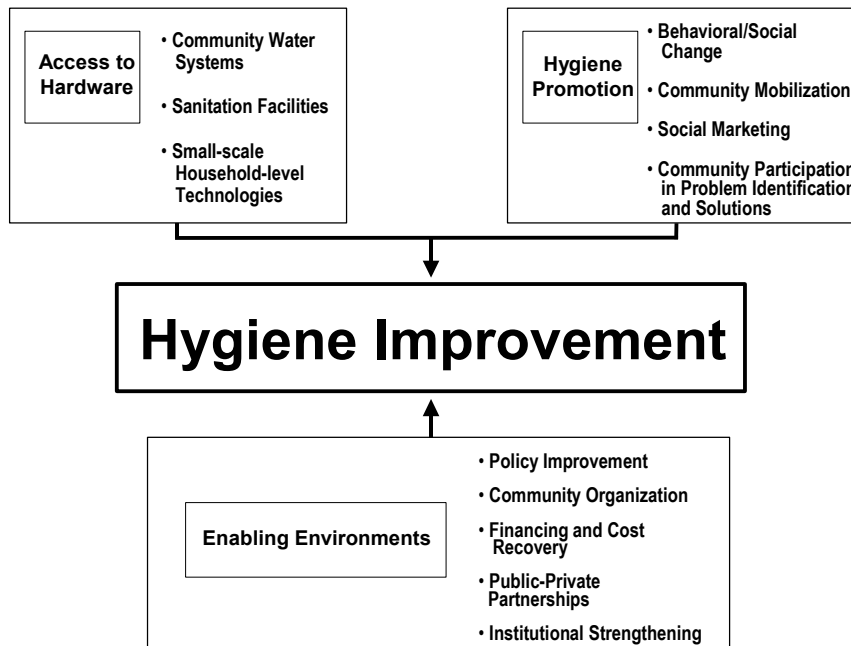 Access to
Hardware
• Community Water
Systems
• Sanitation Facilities
• Small-scale
Household-level
Technologies
Hygiene
Promotion
• Behavioral/Social
Change
• Community Mobilization
• Social Marketing
• Community Participation
in Problem Identification
and Solutions
Hygiene Improvement
Enabling Environments
• Policy Improvement
• Community Organization
• Financing and Cost
Recovery
• Public-Private
Partnerships
• Institutional Strengthening